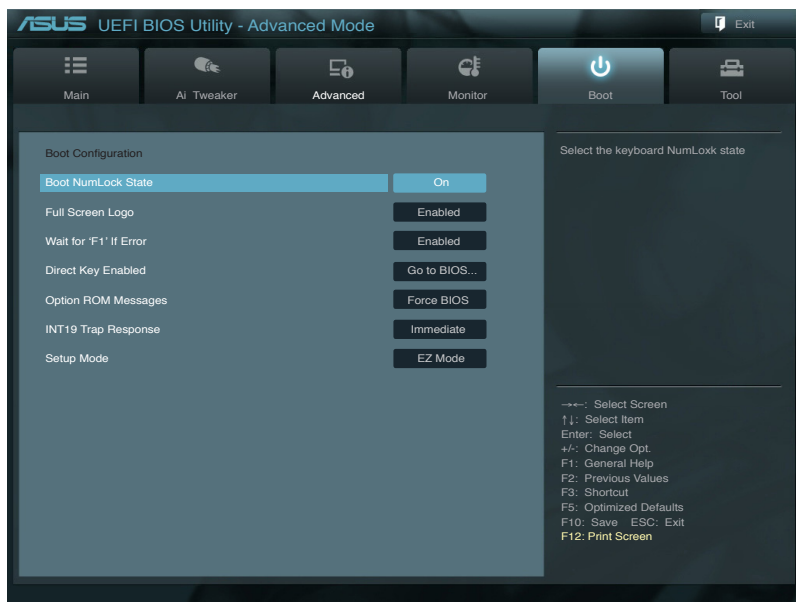 ASUS UEFI BIOS Utility - Advanced Mode
Exit
Main
Ai Tweaker
Advanced
Monitor
Boot
Tool
Boot Configuration
Boot NumLock State On
Full Screen Logo Enabled
Wait for ‘F1’ If Error Enabled
Direct Key Enabled Go to BIOS...
Option ROM Messages Force BIOS
INT19 Trap Response Immediate
Setup Mode EZ Mode
Select the keyboard NumLoxk state
→←: Select Screen
↑↓: Select Item
Enter: Select
+/-: Change Opt.
F1: General Help
F2: Previous Values
F3: Shortcut
F5: Optimized Defaults
F10: Save ESC: Exit
F12: Print Screen